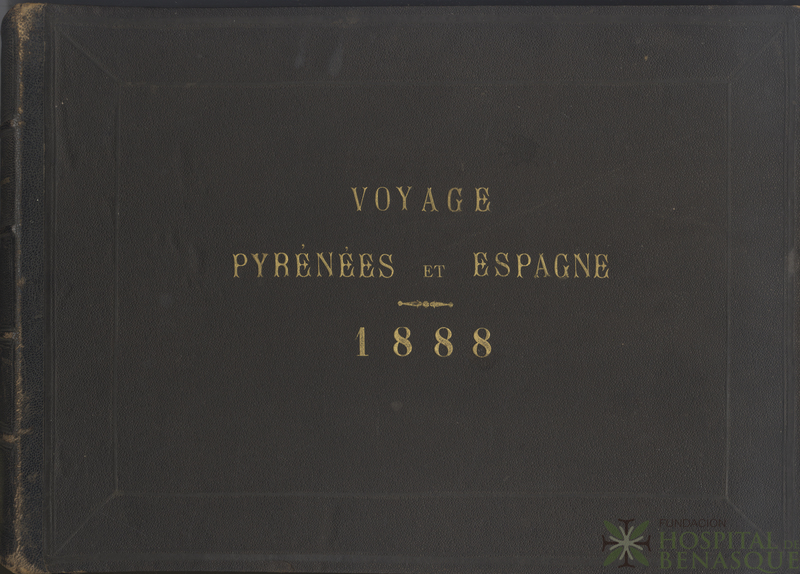 VOYAGE
PYRÉNÉES ET ESPAGNE
1888
FUNDACIÓN
HOSPITAL DE
BENASQUE